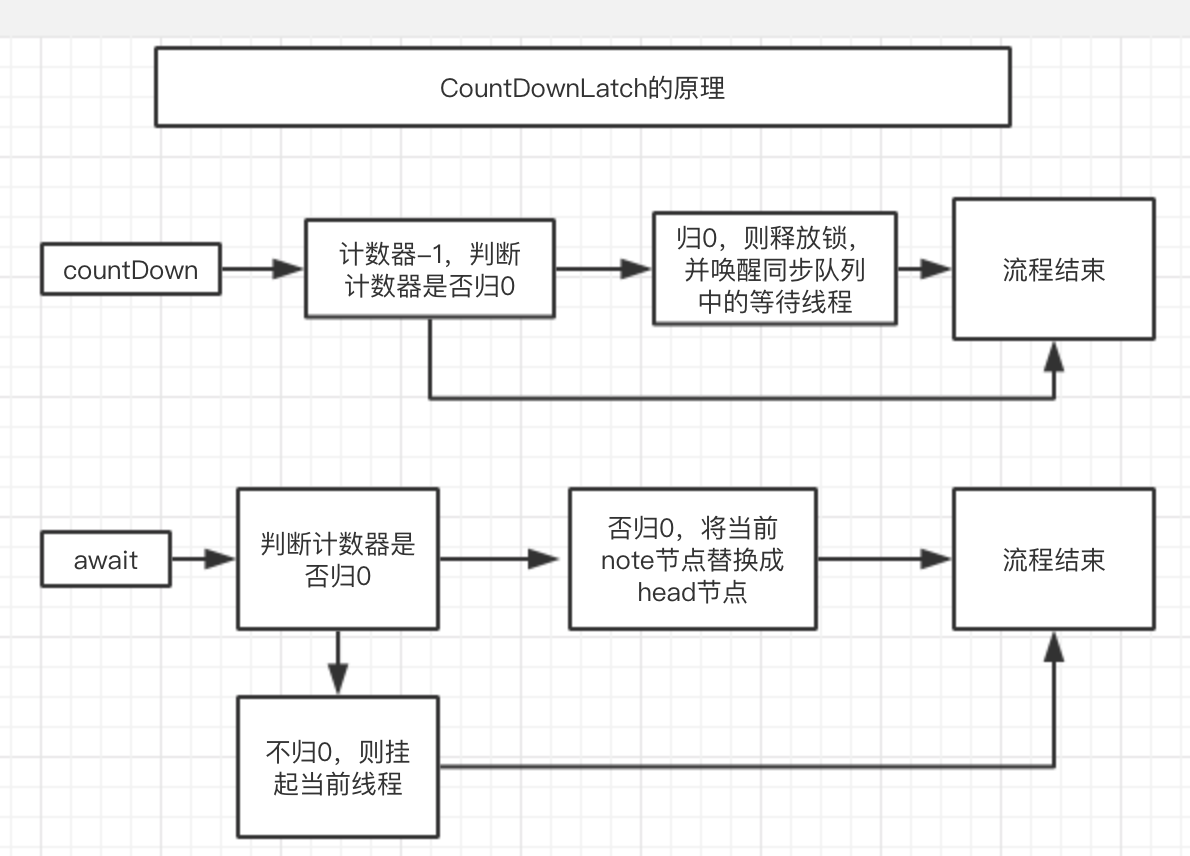 CountDownLatch的原理
countDown
计数器-1，判断
计数器是否归0
归0，则释放锁，
并唤醒同步队列
中的等待线程
流程结束
await
判断计数器是
否归0
否归0，将当前
note节点替换成
head节点
流程结束
不归0，则挂
起当前线程